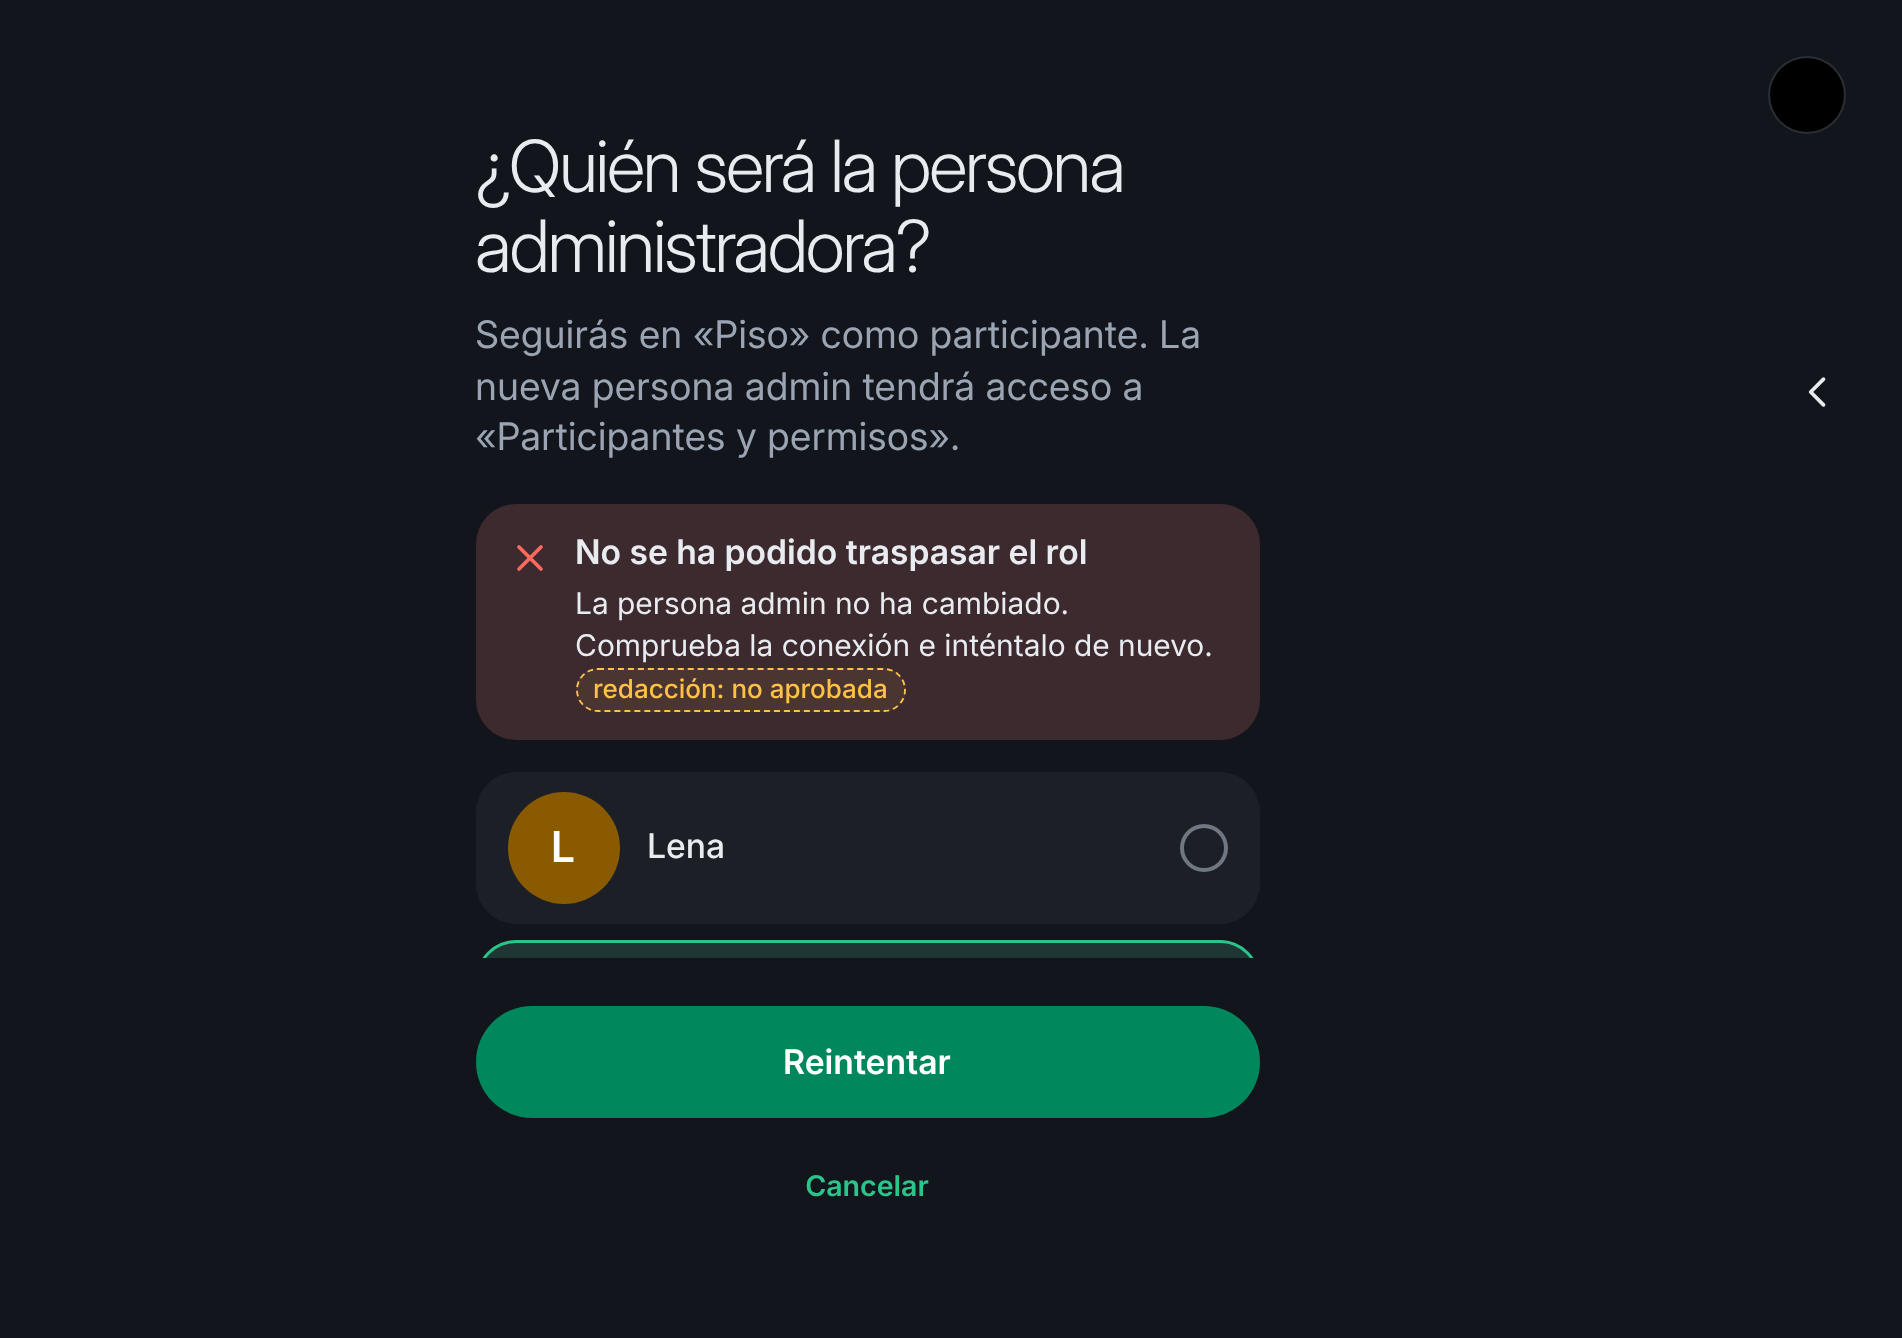 ¿Quién será la persona
administradora?
Seguirás en «Piso» como participante. La
nueva persona admin tendrá acceso a
«Participantes y permisos».
No se ha podido traspasar el rol
La persona admin no ha cambiado.
Comprueba la conexión e inténtalo de nuevo.
redacción: no aprobada
L
Lena
Reintentar
Cancelar